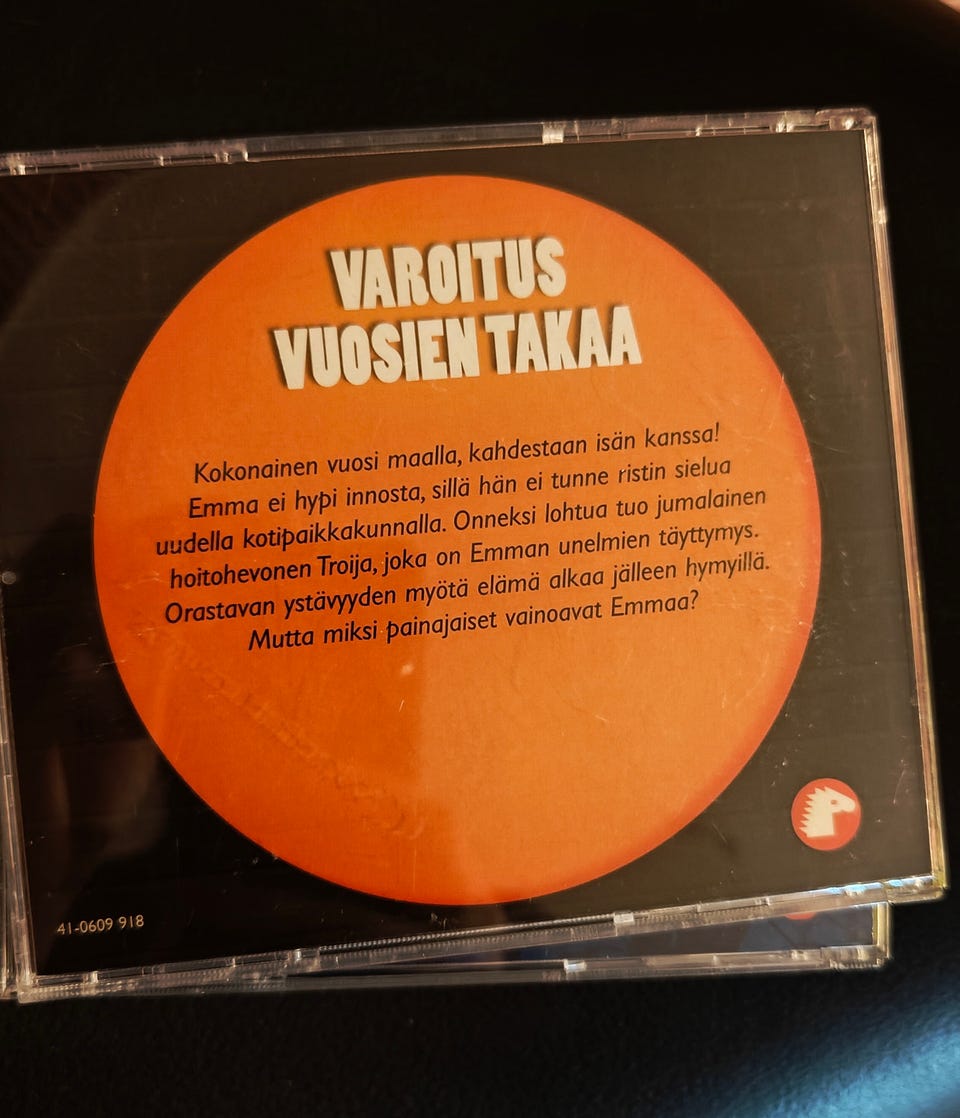 VAROITUS
VUOSIEN TAKAA
Kokonainen vuosi maalla, kahdestaan isän kanssa!
Emma ei hypi innosta, sillä hän ei tunne ristin sielua
uudella kotipaikkakunnalla. Onneksi lohtua tuo jumalainen
hoitohevonen Troija, joka on Emman unelmien täyttymys.
Orastavan ystävyyden myötä elämä alkaa jälleen hymyillä.
Mutta miksi painajaiset vainoavat Emmaa?
41-0609 918